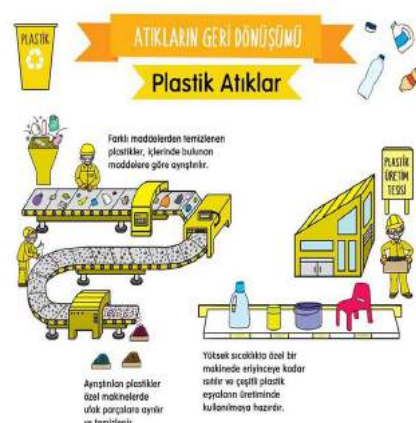 PLASTİK
ATIKLARIN GERİ DÖNÜŞÜMÜ
Plastik Atıklar
Farklı maddelerden temizlenen
plastikler, içlerinde bulunan
maddelere göre ayrıştırılır.
PLASTİK
ÜRETİM
TESİSİ
Ayrıştırılan plastikler
özel makinelerde
ufak parçalara ayrılır
ve temizlenir.
Yüksek sıcaklıkta özel bir
makinede eriyinceye kadar
ısıtılır ve çeşitli plastik
eşyaların üretiminde
kullanılmaya hazırdır.